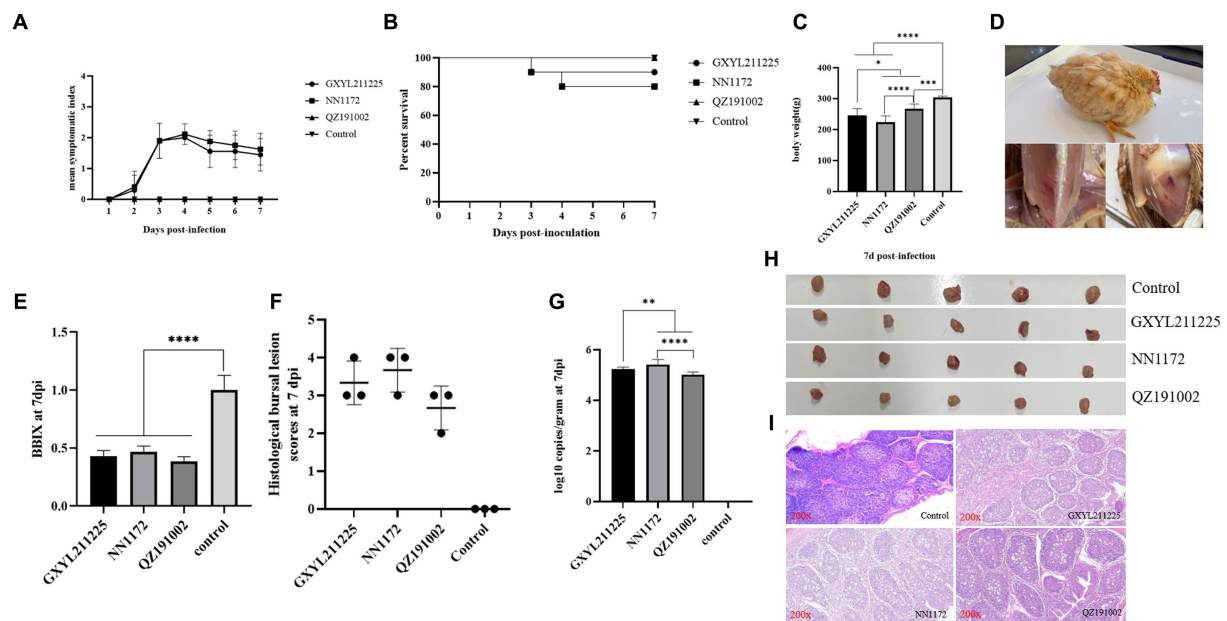 A
mean symptomatic index
4
3
2
1
0
1 2 3 4 5 6 7
Days post-infection
GXYL211225
NN1172
QZ191002
Control
B
Percent survival
100
80
60
40
20
0
0 1 2 3 4 5 6 7
Days post-inoculation
GXYL211225
NN1172
QZ191002
Control
C
body weight(g)
400
300
200
100
0
****
*
****
***
GXYL211225
NN1172
QZ191002
Control
7d post-infection
D
E
BBIX at 7dpi
1.5
1.0
0.5
0.0
****
GXYL211225
NN1172
QZ191002
control
F
Histological bursal lesion
scores at 7 dpi
5
4
3
2
1
0
GXYL211225
NN1172
QZ191002
Control
G
log10 copies/gram at 7dpi
6
4
2
0
**
****
GXYL211225
NN1172
QZ191002
control
H
Control
GXYL211225
NN1172
QZ191002
I
200x
Control
200x
GXYL211225
200x
NN1172
200x
QZ191002